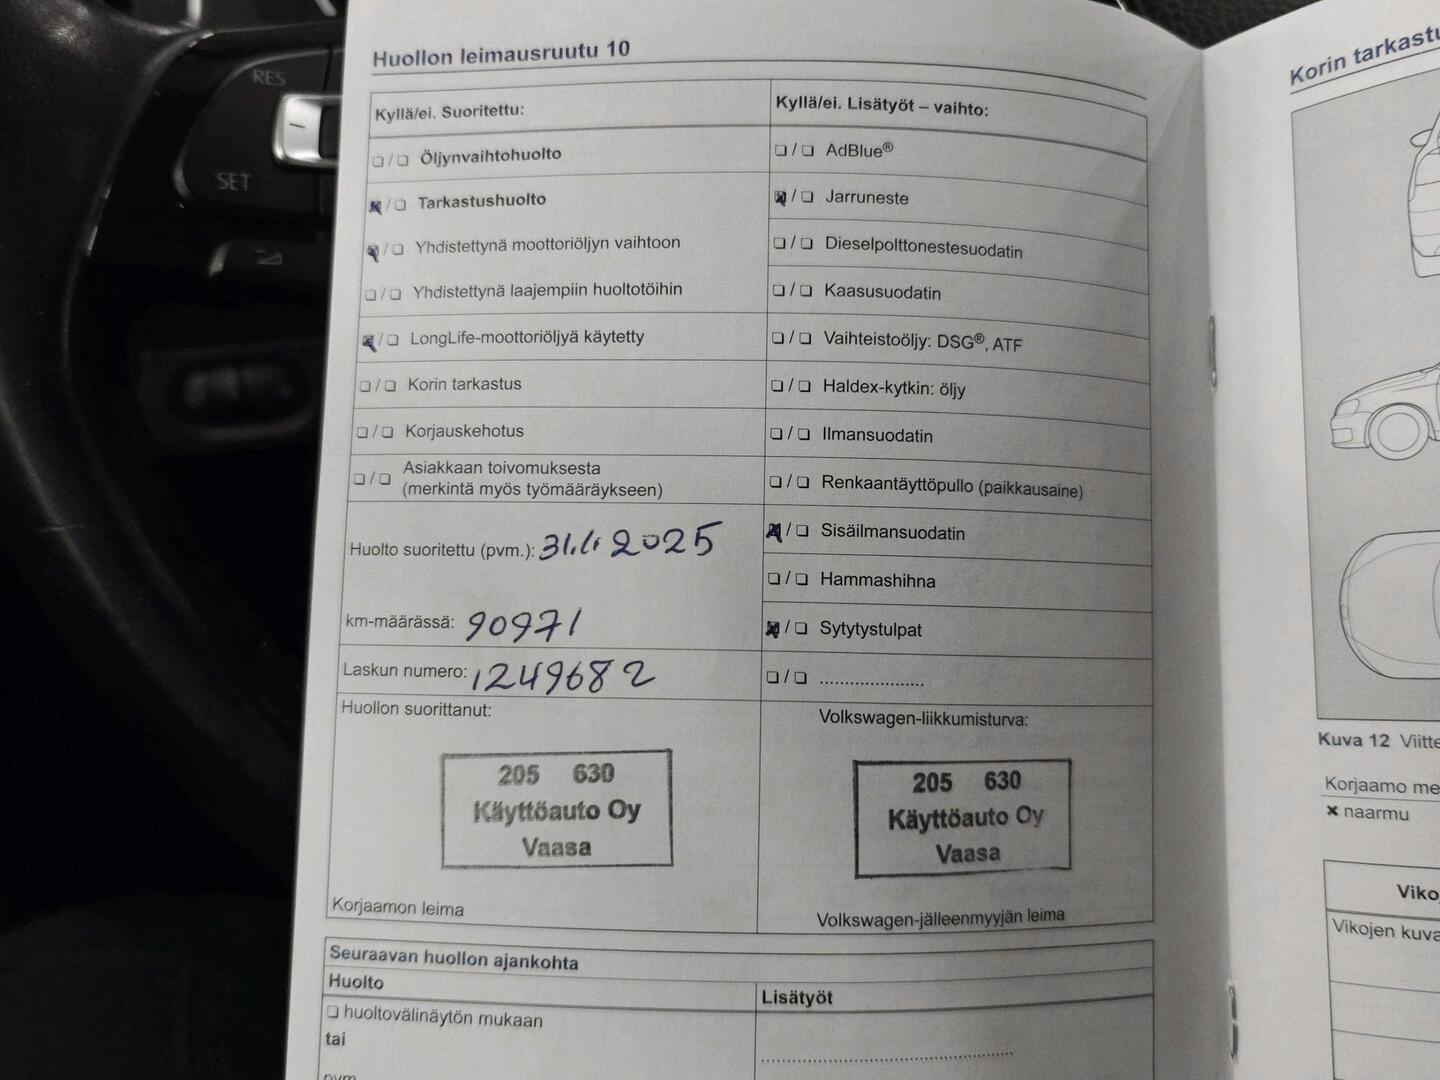 RES
SET
Huollon leimausruutu 10
Kyllä/ei. Suoritettu:
Öljynvaihtohuolto
Tarkastushuolto
Yhdistettynä moottoriöljyn vaihtoon
Yhdistettynä laajempiin huoltotöihin
LongLife-moottoriöljyä käytetty
Korin tarkastus
Korjauskehotus
Asiakkaan toivomuksesta
(merkintä myös työmääräykseen)
Huolto suoritettu (pvm.): 31.1. 2025
km-määrässä: 90971
Laskun numero: 1249682
Huollon suorittanut:
205 630
Käyttöauto Oy
Vaasa
Korjaamon leima
Kyllä/ei. Lisätyöt – vaihto:
AdBlue®
Jarruneste
Dieselpolttonestesuodatin
Kaasusuodatin
Vaihteistoöljy: DSG®, ATF
Haldex-kytkin: öljy
Ilmansuodatin
Renkaantäyttöpullo (paikkausaine)
Sisäilmansuodatin
Hammashihna
Sytytystulpat
....................
Volkswagen-liikkumisturva:
205 630
Käyttöauto Oy
Vaasa
Volkswagen-jälleenmyyjän leima
Seuraavan huollon ajankohta
Huolto
huoltovälinäytön mukaan
tai
Lisätyöt
Korin tarkastu
Kuva 12 Viitte
Korjaamo me
× naarmu
Viko
Vikojen kuva